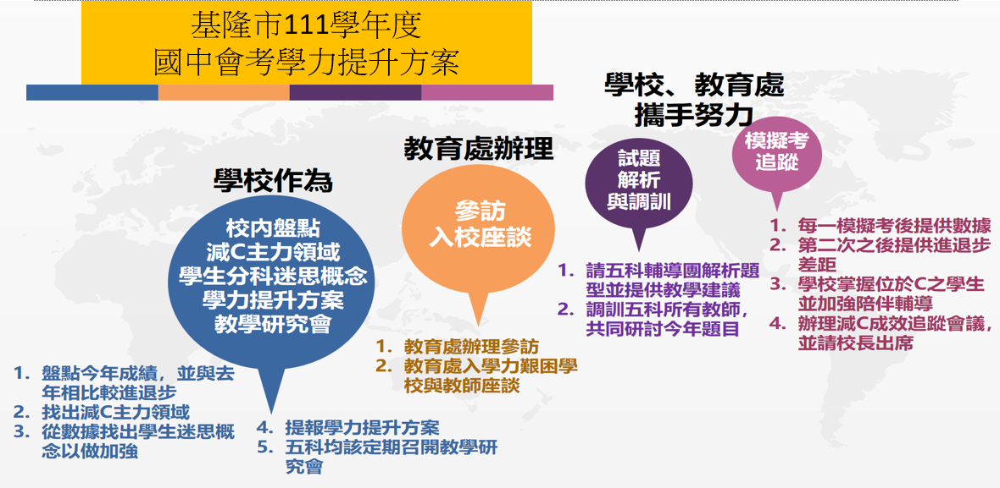 基隆市111學年度
國中會考學力提升方案
學校作為
校內盤點
減C主力領域
學生分科迷思概念
學力提升方案
教學研究會
1. 盤點今年成績，並與去
年相比較進退步
2. 找出減C主力領域
3. 從數據找出學生迷思概
念以做加強
4. 提報學力提升方案
5. 五科均該定期召開教學研
究會
教育處辦理
參訪
入校座談
1. 教育處辦理參訪
2. 教育處入學力艱困學
校與教師座談
學校、教育處
攜手努力
試題
解析
與調訓
1. 請五科輔導團解析題
型並提供教學建議
2. 調訓五科所有教師，
共同研討今年題目
模擬考
追蹤
1. 每一模擬考後提供數據
2. 第二次之後提供進退步
差距
3. 學校掌握位於C之學生
並加強陪伴輔導
4. 辦理減C成效追蹤會議，
並請校長出席